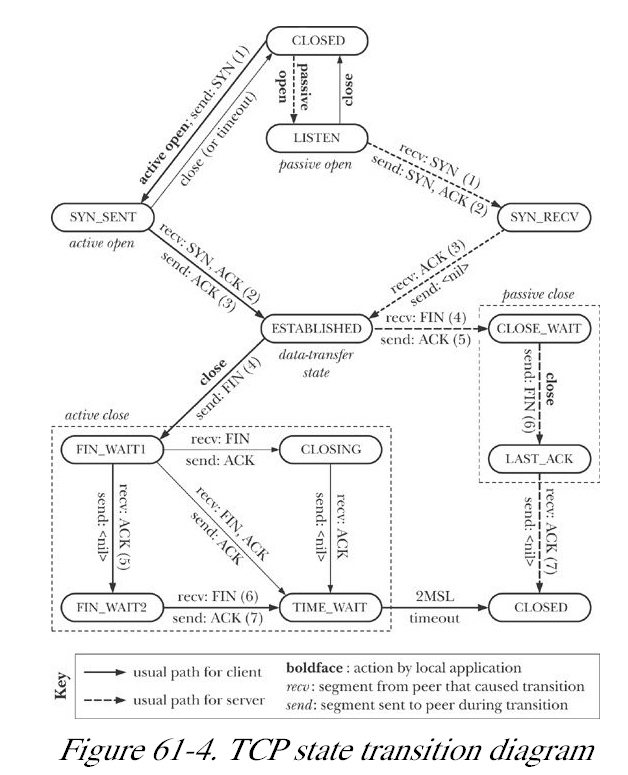 CLOSED
active open; send: SYN (1)
close (or timeout)
passive
open
close
LISTEN
passive open
recv: SYN (1)
send: SYN, ACK (2)
SYN_SENT
active open
SYN_RECV
recv: SYN, ACK (2)
send: ACK (3)
recv: ACK (3)
send: <nil>
ESTABLISHED
data-transfer
state
recv: FIN (4)
send: ACK (5)
passive close
CLOSE_WAIT
close
send: FIN (6)
LAST_ACK
close
send: FIN (4)
active close
FIN_WAIT1
recv: FIN
send: ACK
CLOSING
recv: ACK (5)
send: <nil>
recv: FIN, ACK
send: ACK
recv: ACK
send: <nil>
recv: ACK (7)
send: <nil>
FIN_WAIT2
recv: FIN (6)
send: ACK (7)
TIME_WAIT
2MSL
timeout
CLOSED
Key
usual path for client
usual path for server
boldface : action by local application
recv : segment from peer that caused transition
send : segment sent to peer during transition
Figure 61-4. TCP state transition diagram